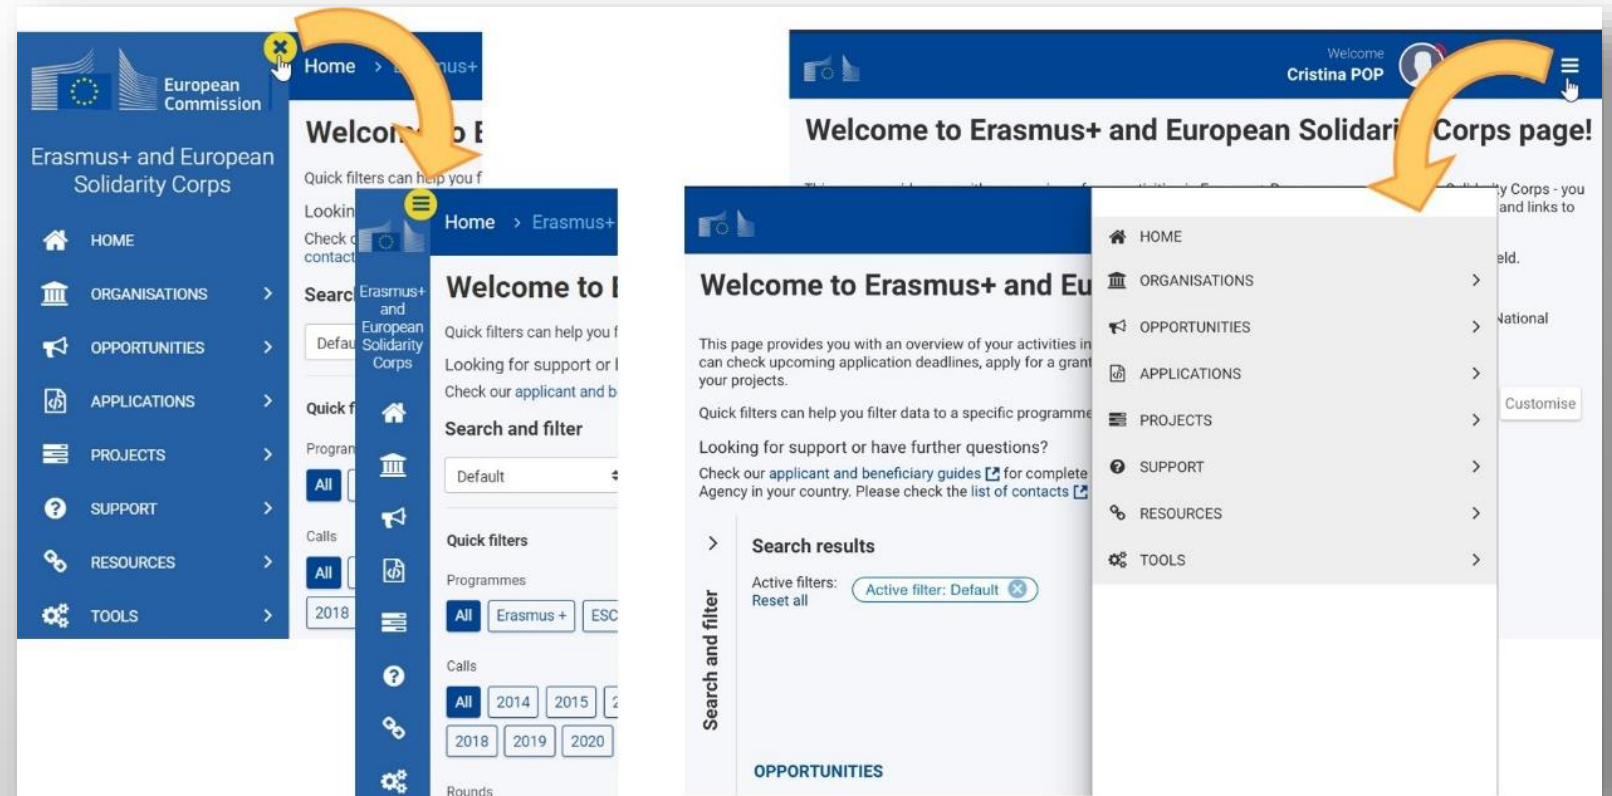 European
Commission
Erasmus+ and European
Solidarity Corps
HOME
ORGANISATIONS
OPPORTUNITIES
APPLICATIONS
PROJECTS
SUPPORT
RESOURCES
TOOLS
Home >
Quick filters can help you f
Check
contact
All
Calls
All
2018
Erasmus+
and
European
Solidarity
Corps
Home > Erasmus+
Welcome to
Quick filters can help you f
Looking for support or
Check our applicant and b
Search and filter
Default
Quick filters
Programmes
All Erasmus + ESC
Calls
All 2014 2015
2018 2019 2020
Rounds
Welcome
Cristina POP
Welcome to Erasmus+ and European Solidarity Corps page!
ity Corps - you
and links to
eld.
National
Customise
Welcome to Erasmus+ and Eu
This page provides you with an overview of your activities in
can check upcoming application deadlines, apply for a grant
your projects.
Quick filters can help you filter data to a specific programme
Looking for support or have further questions?
Check our applicant and beneficiary guides for complete
Agency in your country. Please check the list of contacts
Search and filter
Search results
Active filters:
Reset all
Active filter: Default
OPPORTUNITIES
HOME
ORGANISATIONS
OPPORTUNITIES
APPLICATIONS
PROJECTS
SUPPORT
RESOURCES
TOOLS